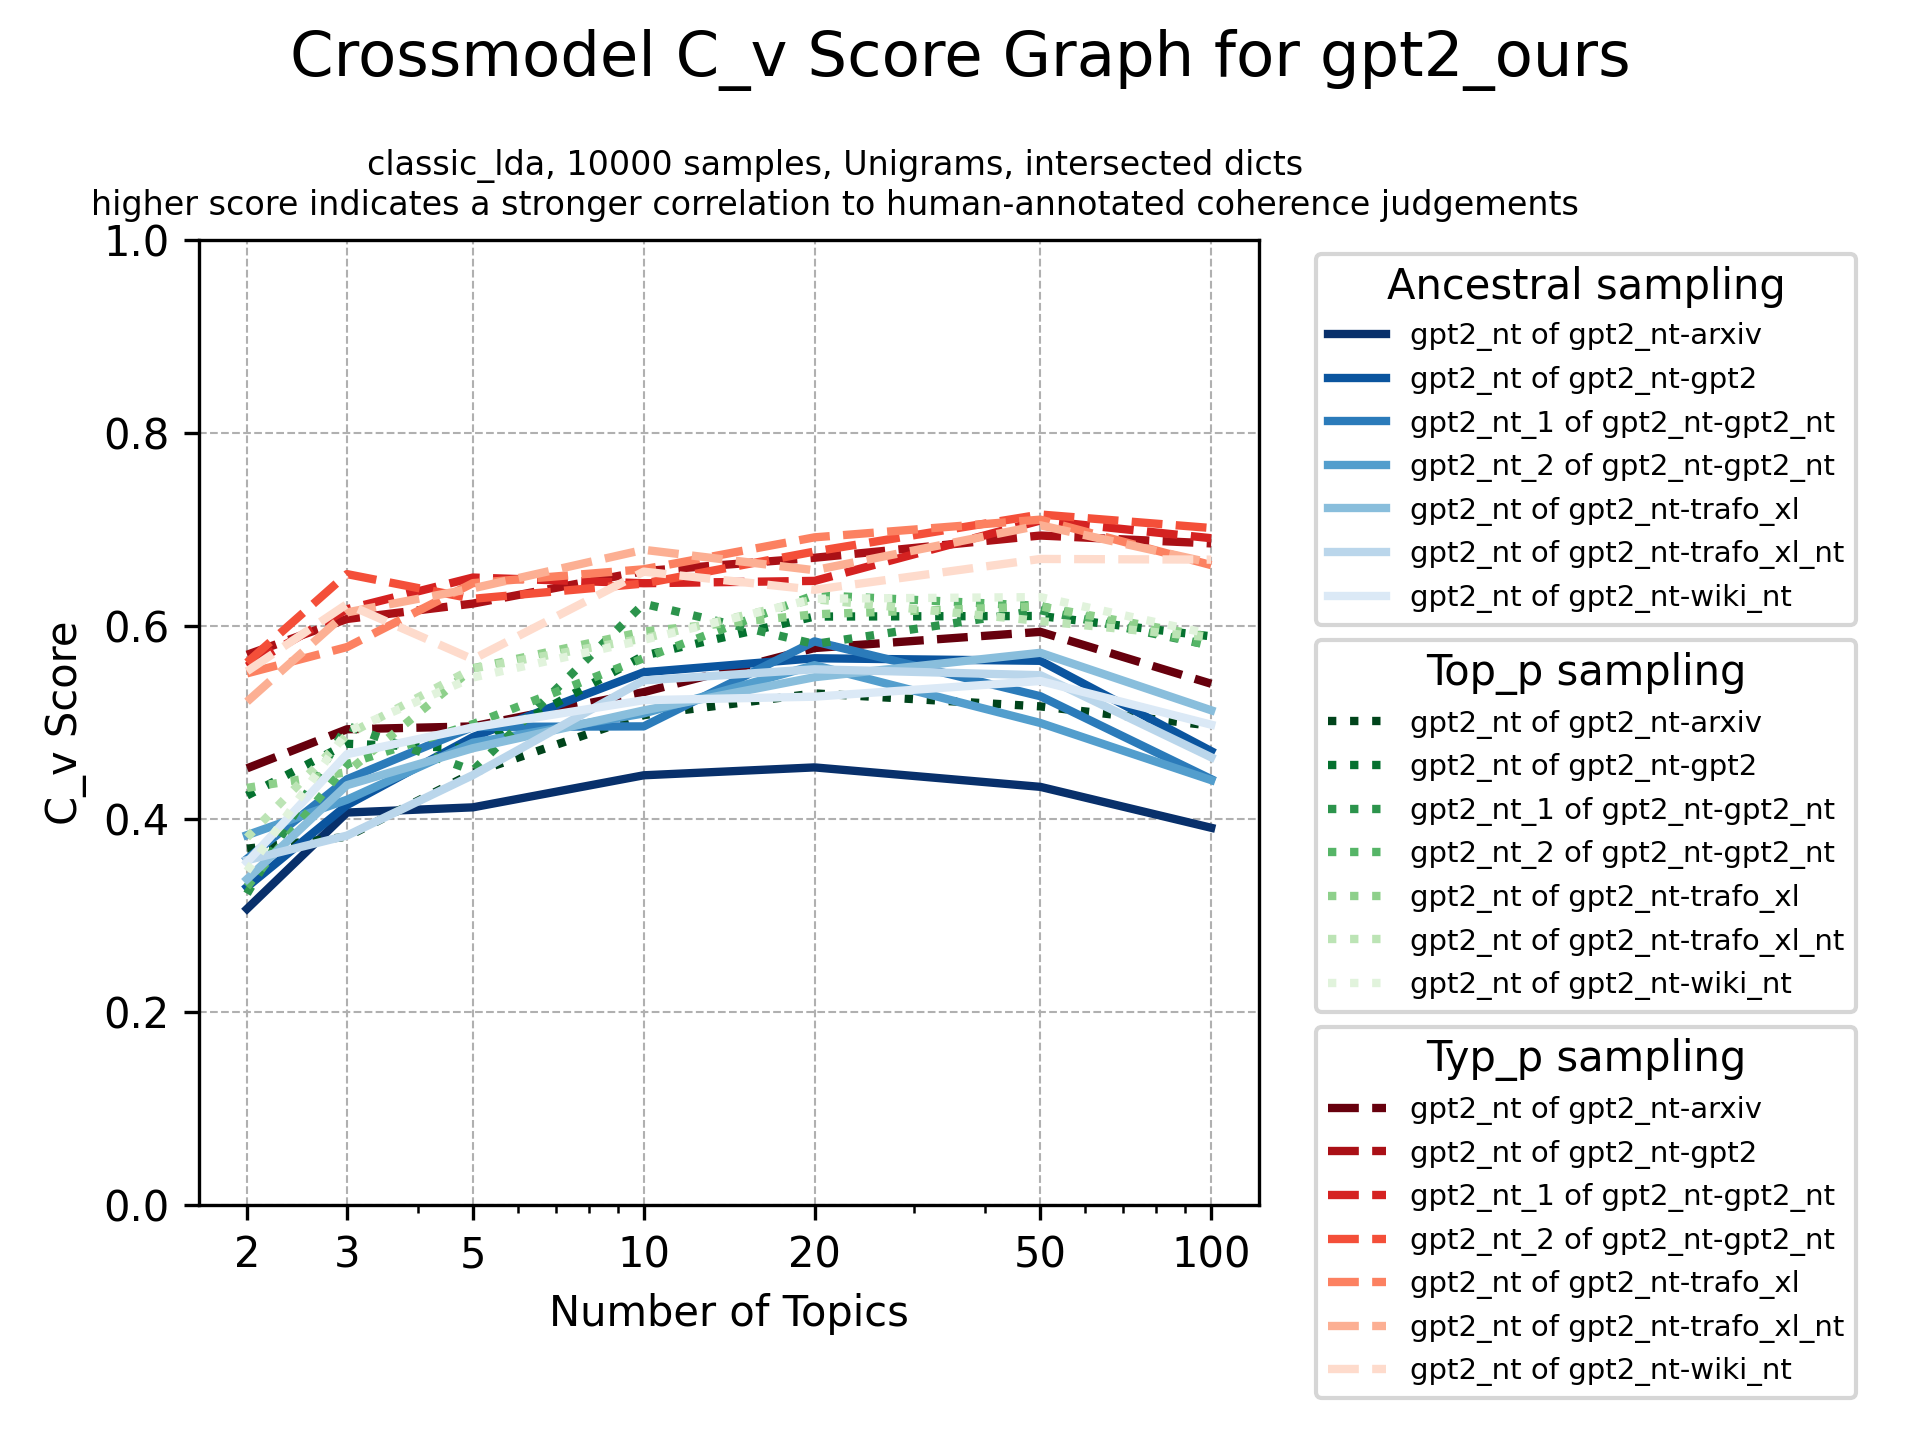 Crossmodel C_v Score Graph for gpt2_ours
classic_lda, 10000 samples, Unigrams, intersected dicts
higher score indicates a stronger correlation to human-annotated coherence judgements
C_v Score
1.0
0.8
0.6
0.4
0.2
0.0
2 3 5 10 20 50 100
Number of Topics
Ancestral sampling
gpt2_nt of gpt2_nt-arxiv
gpt2_nt of gpt2_nt-gpt2
gpt2_nt_1 of gpt2_nt-gpt2_nt
gpt2_nt_2 of gpt2_nt-gpt2_nt
gpt2_nt of gpt2_nt-trafo_xl
gpt2_nt of gpt2_nt-trafo_xl_nt
gpt2_nt of gpt2_nt-wiki_nt
Top_p sampling
gpt2_nt of gpt2_nt-arxiv
gpt2_nt of gpt2_nt-gpt2
gpt2_nt_1 of gpt2_nt-gpt2_nt
gpt2_nt_2 of gpt2_nt-gpt2_nt
gpt2_nt of gpt2_nt-trafo_xl
gpt2_nt of gpt2_nt-trafo_xl_nt
gpt2_nt of gpt2_nt-wiki_nt
Typ_p sampling
gpt2_nt of gpt2_nt-arxiv
gpt2_nt of gpt2_nt-gpt2
gpt2_nt_1 of gpt2_nt-gpt2_nt
gpt2_nt_2 of gpt2_nt-gpt2_nt
gpt2_nt of gpt2_nt-trafo_xl
gpt2_nt of gpt2_nt-trafo_xl_nt
gpt2_nt of gpt2_nt-wiki_nt